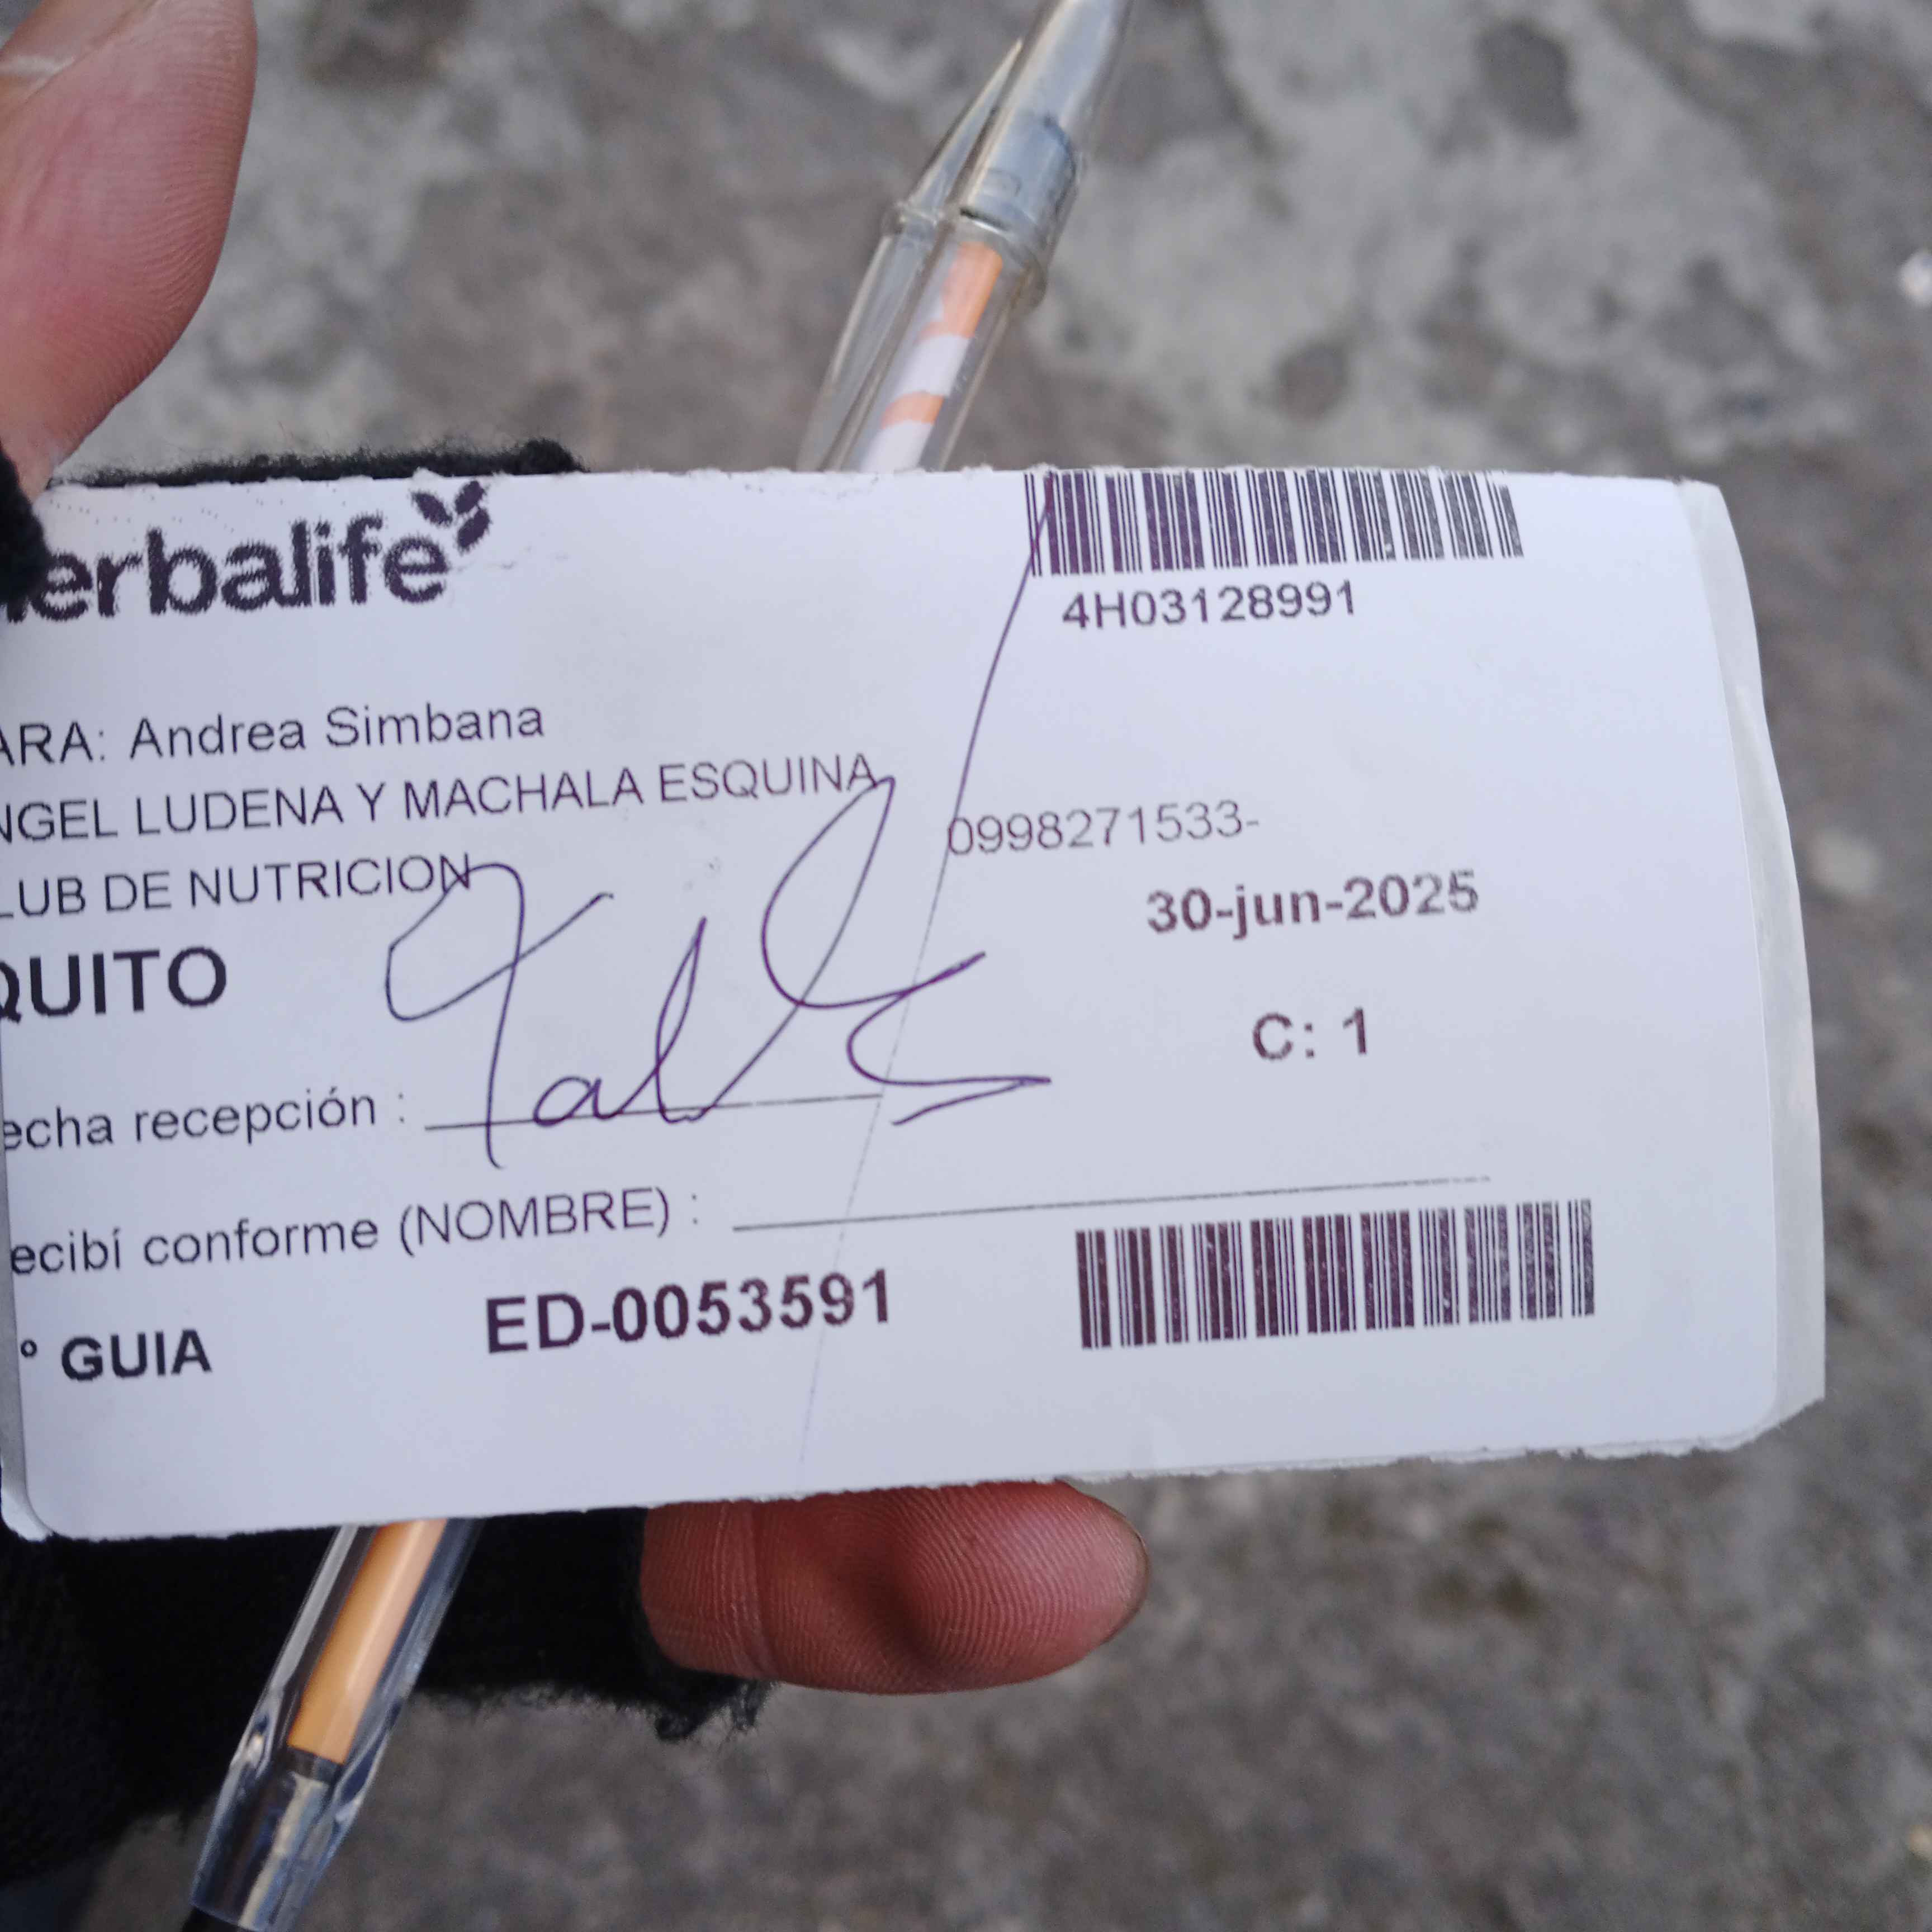 erbalife
4H03128991
ARA: Andrea Simbana
NGEL LUDENA Y MACHALA ESQUINA
0998271533-
LUB DE NUTRICION
30-jun-2025
QUITO
C: 1
echa recepción :
ecibí conforme (NOMBRE) :
° GUIA ED-0053591